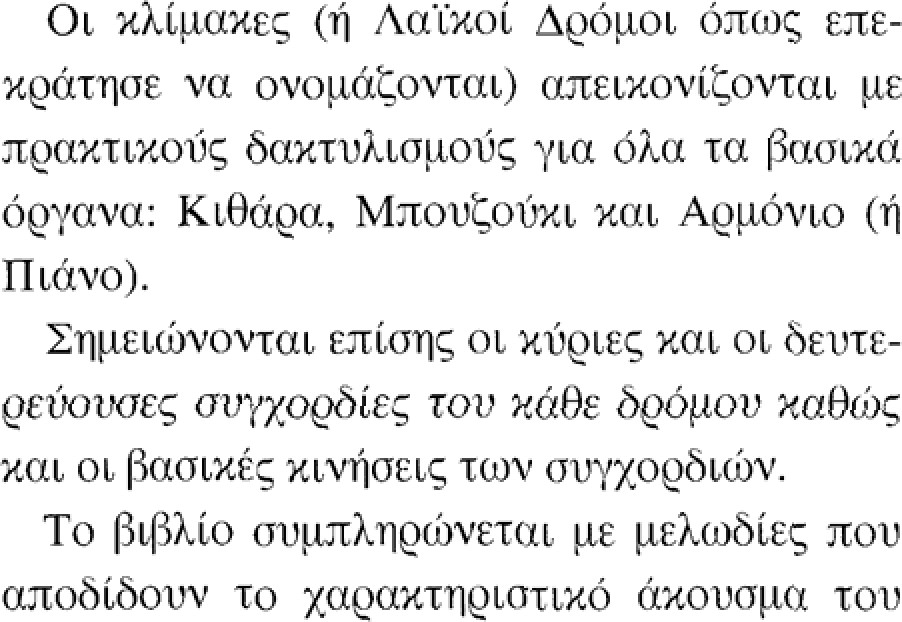 Οι κλίμακες (ή Λαϊκοί Δρόμοι όπως επε-
κράτησε να ονομάζονται) απεικονίζονται με
πρακτικούς δακτυλισμούς για όλα τα βασικά
όργανα: Κιθάρα, Μπουζούκι και Αρμόνιο (ή
Πιάνο).
Σημειώνονται επίσης οι κύριες και οι δευτε-
ρεύουσες συγχορδίες του κάθε δρόμου καθώς
και οι βασικές κινήσεις των συγχορδιών.
Το βιβλίο συμπληρώνεται με μελωδίες που
αποδίδουν το χαρακτηριστικό άκουσμα του